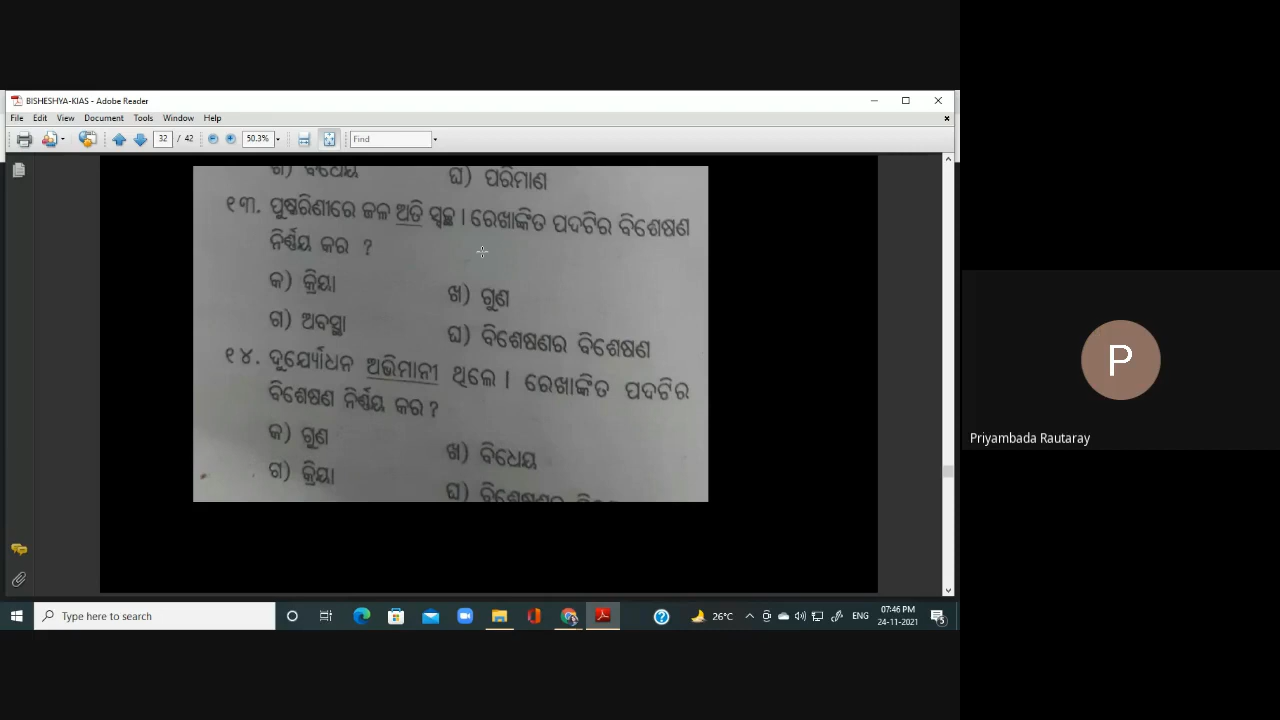 BISHESHYA-KIAS - Adobe Reader
File Edit View Document Tools Window Help
32 / 42 50.3% Find
ଗ) ବିଧେୟ ଘ) ପରିମାଣ
୧୩. ପୁଷ୍କରିଣୀରେ ଜଳ ଅତି ସ୍ୱଚ୍ଛ । ରେଖାଙ୍କିତ ପଦଟିର ବିଶେଷଣ
ନିର୍ଣ୍ଣୟ କର ?
କ) କ୍ରିୟା ଖ) ଗୁଣ
ଗ) ଅବସ୍ଥା ଘ) ବିଶେଷଣର ବିଶେଷଣ
୧୪. ଦୁର୍ଯ୍ୟୋଧନ ଅଭିମାନୀ ଥିଲେ । ରେଖାଙ୍କିତ ପଦଟିର
ବିଶେଷଣ ନିର୍ଣ୍ଣୟ କର ?
କ) ଗୁଣ ଖ) ବିଧେୟ
ଗ) କ୍ରିୟା ଘ) ବିଶେଷଣର
P
Priyambada Rautaray
Type here to search
26°C ENG 07:46 PM
24-11-2021 5